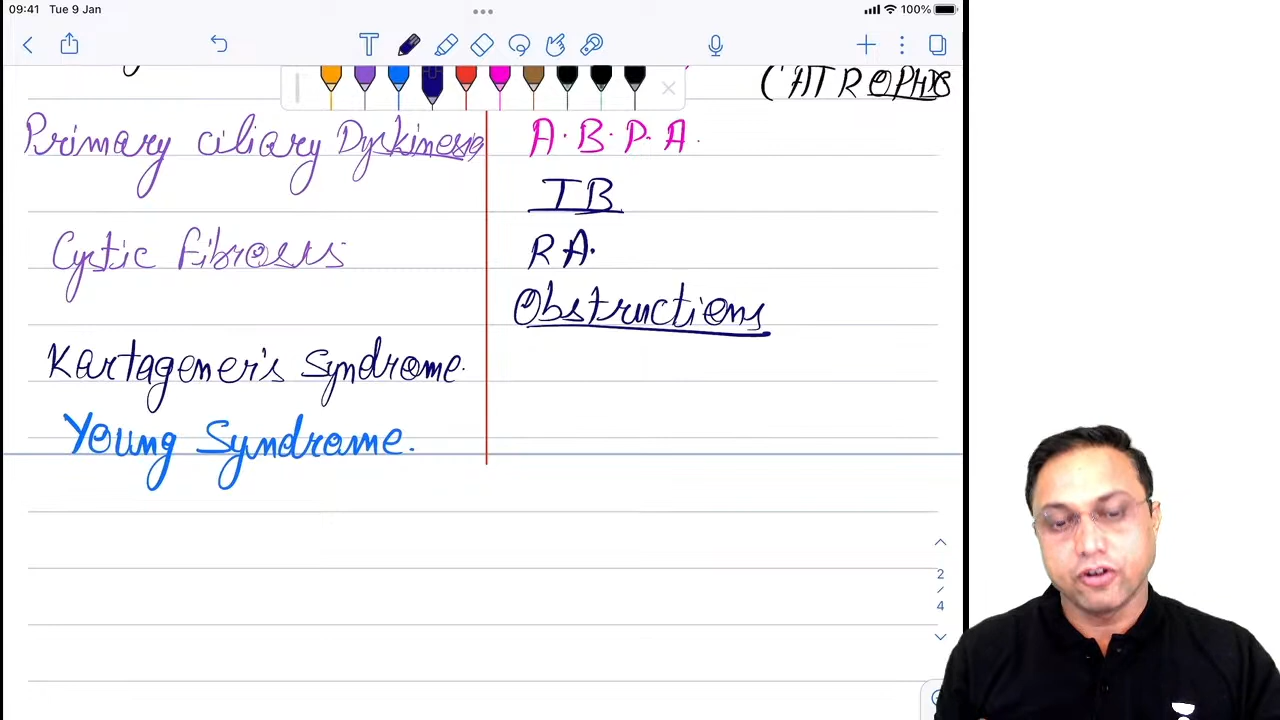 09:41 Tue 9 Jan
100%
T
Primary ciliary Dyskinesia
Cystic Fibrosis
Kartagener's Syndrome.
Young Syndrome.
A.B.P.A.
TB
RA.
Obstructions
2
/
4